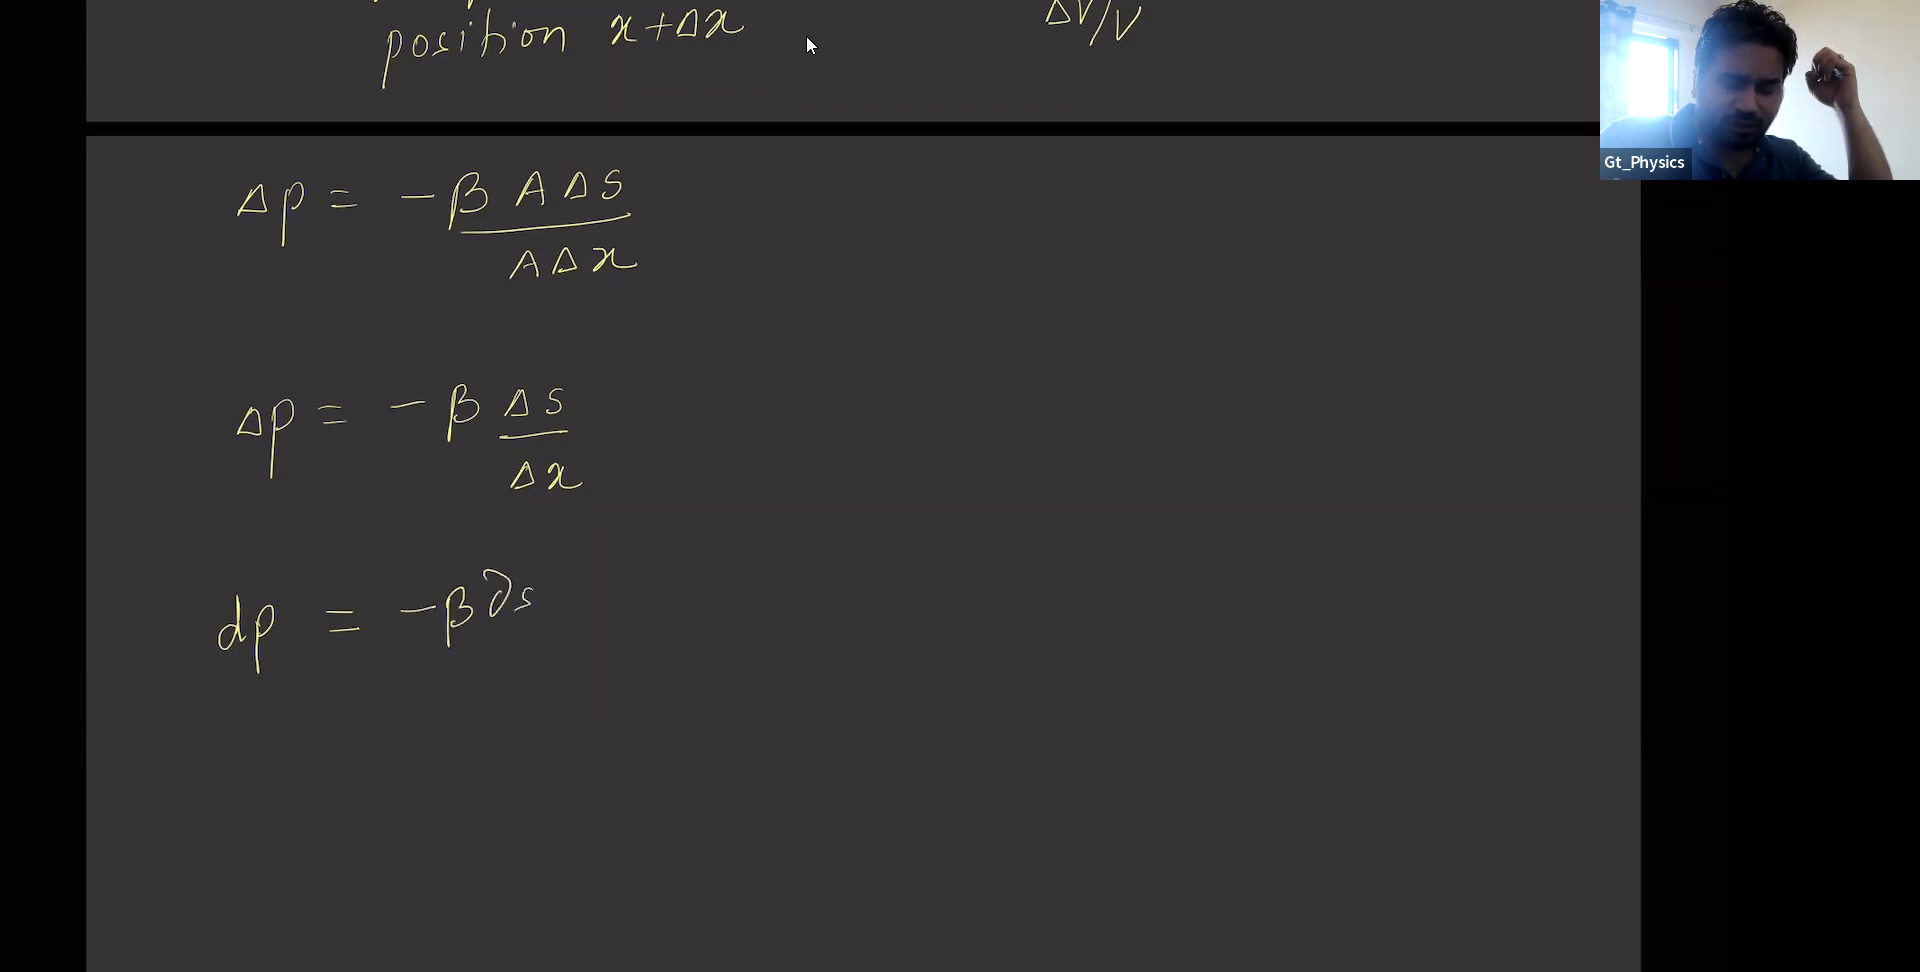 position x+Δx
ΔV/V
Gt_Physics
Δp = -β AΔs
AΔx
Δp = -β Δs
Δx
dp = -β ∂s